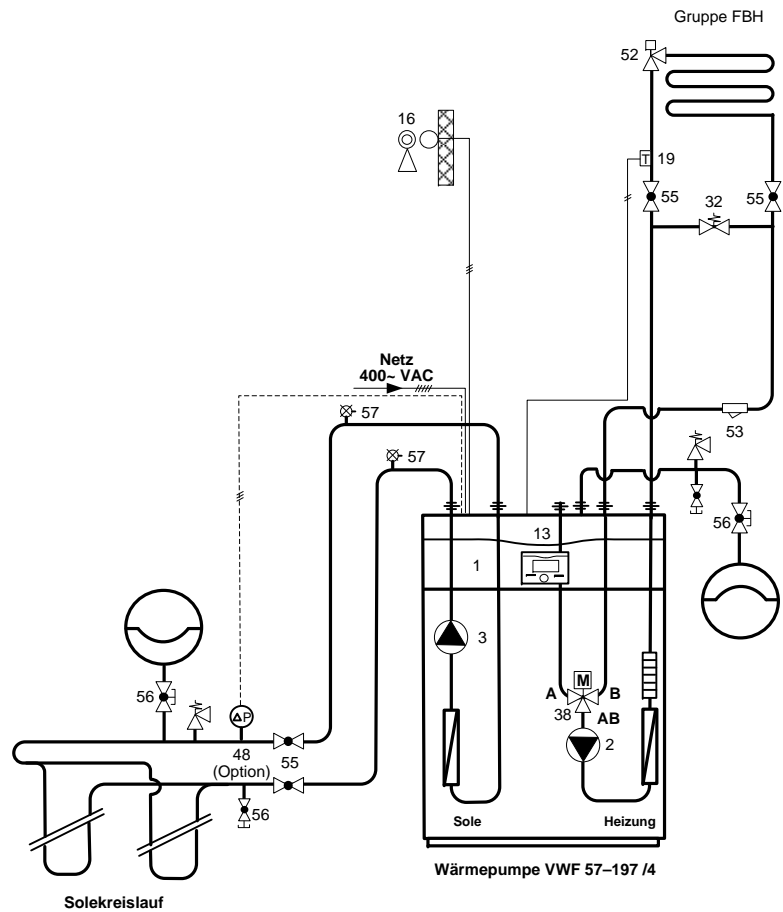 Gruppe FBH
52
16
T
19
55
32
55
Netz
400~ VAC
57
57
53
56
13
1
3
M
A
B
38
AB
2
56
ΔP
48
(Option)
55
56
Sole
Heizung
Wärmepumpe VWF 57–197 /4
Solekreislauf